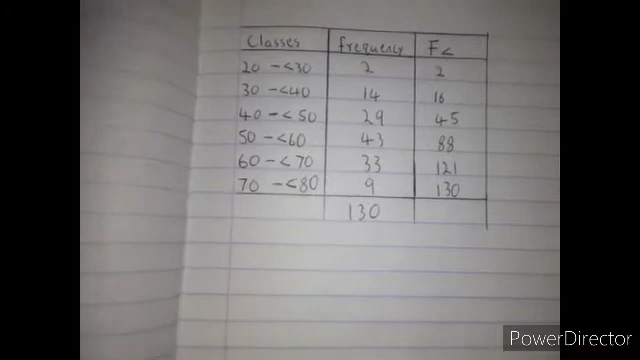 Classes frequency F<
20 -<30 2 2
30 -<40 14 16
40 -<50 29 45
50 -<60 43 88
60 -<70 33 121
70 -<80 9 130
130
PowerDirector